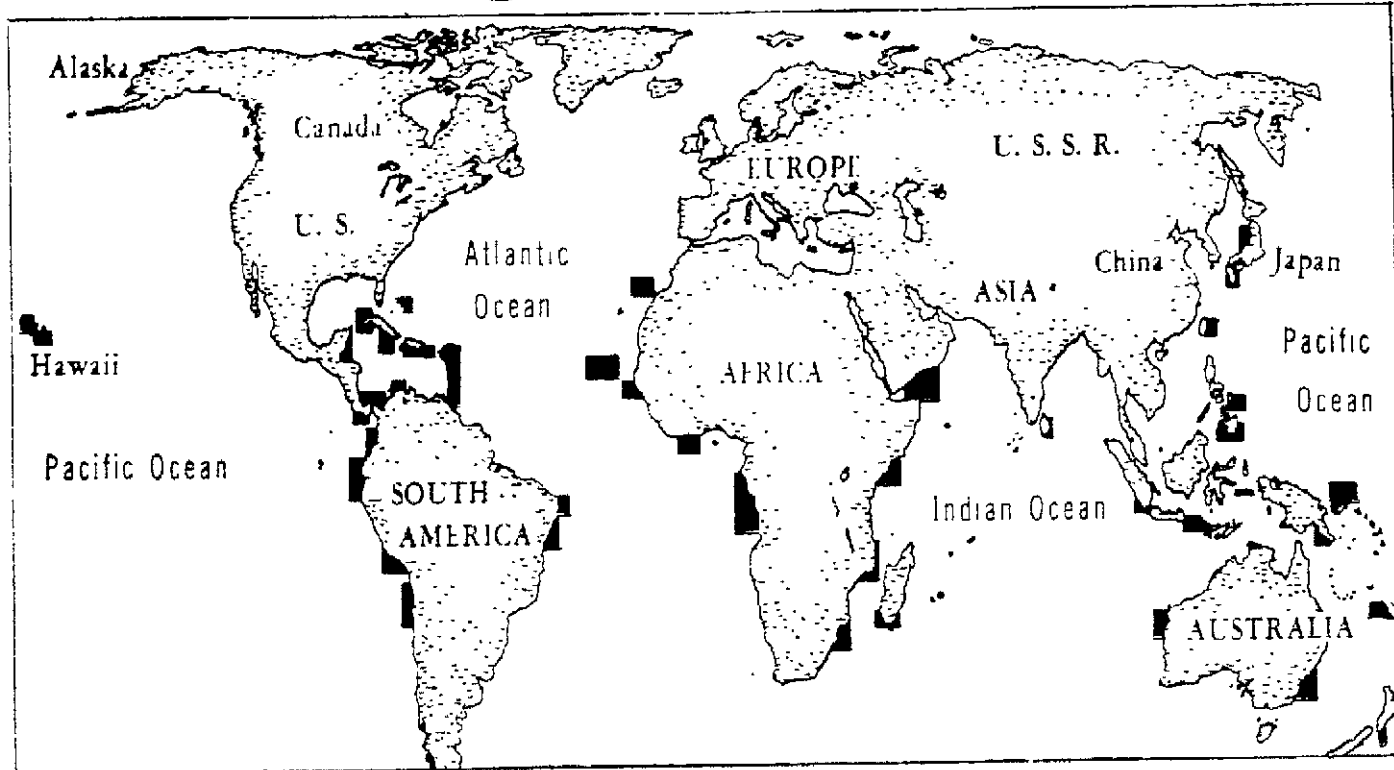 Alaska
Canada
U. S. S. R.
EUROPE
U. S.
Atlantic
Ocean
China
Japan
ASIA
Hawaii
AFRICA
Pacific
Ocean
Pacific Ocean
SOUTH
AMERICA
Indian Ocean
AUSTRALIA